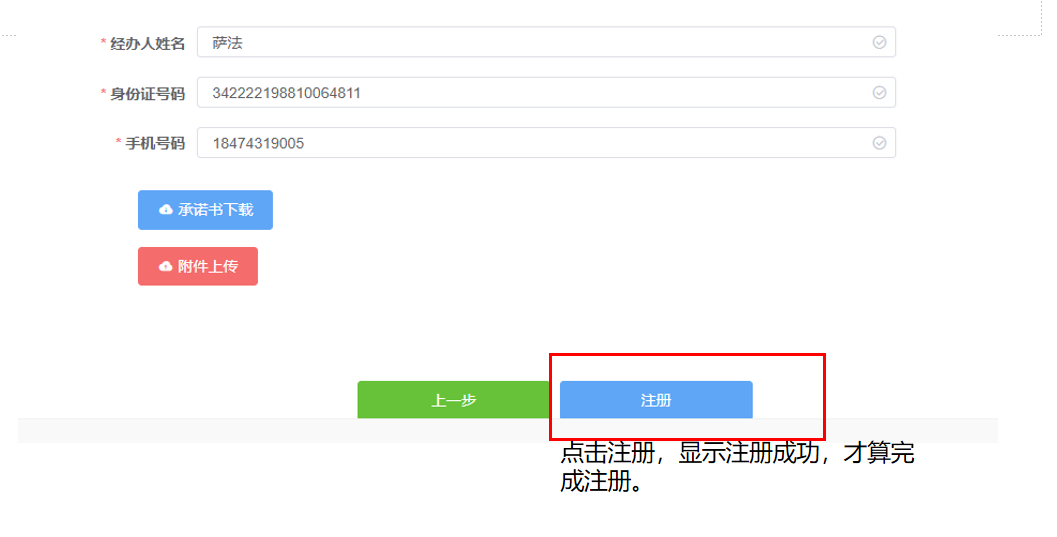 * 经办人姓名 萨法
* 身份证号码 342222198810064811
* 手机号码 18474319005
承诺书下载
附件上传
上一步 注册
点击注册，显示注册成功，才算完
成注册。